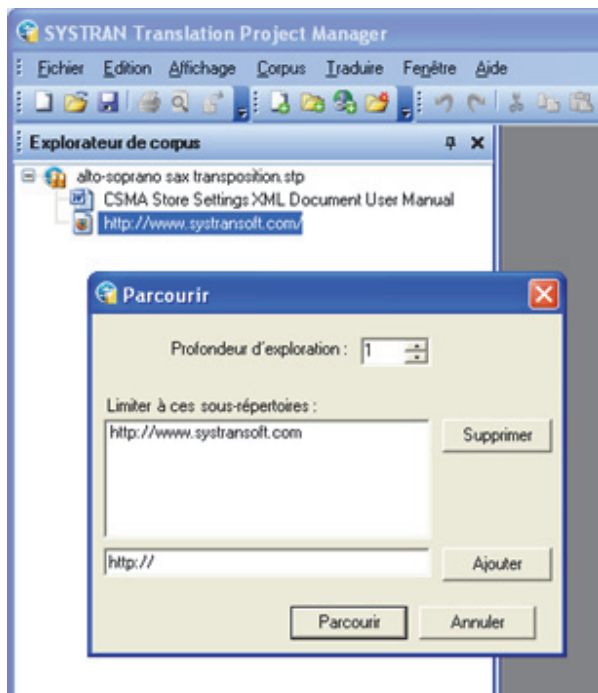 SYSTRAN Translation Project Manager
Fichier Edition Affichage Corpus Traduire Fenêtre Aide
Explorateur de corpus
alto-soprano sax transposition.stp
CSMA Store Settings XML Document User Manual
http://www.systransoft.com/
Parcourir
Profondeur d'exploration : 1
Limiter à ces sous-répertoires :
http://www.systransoft.com
Supprimer
http://
Ajouter
Parcourir Annuler